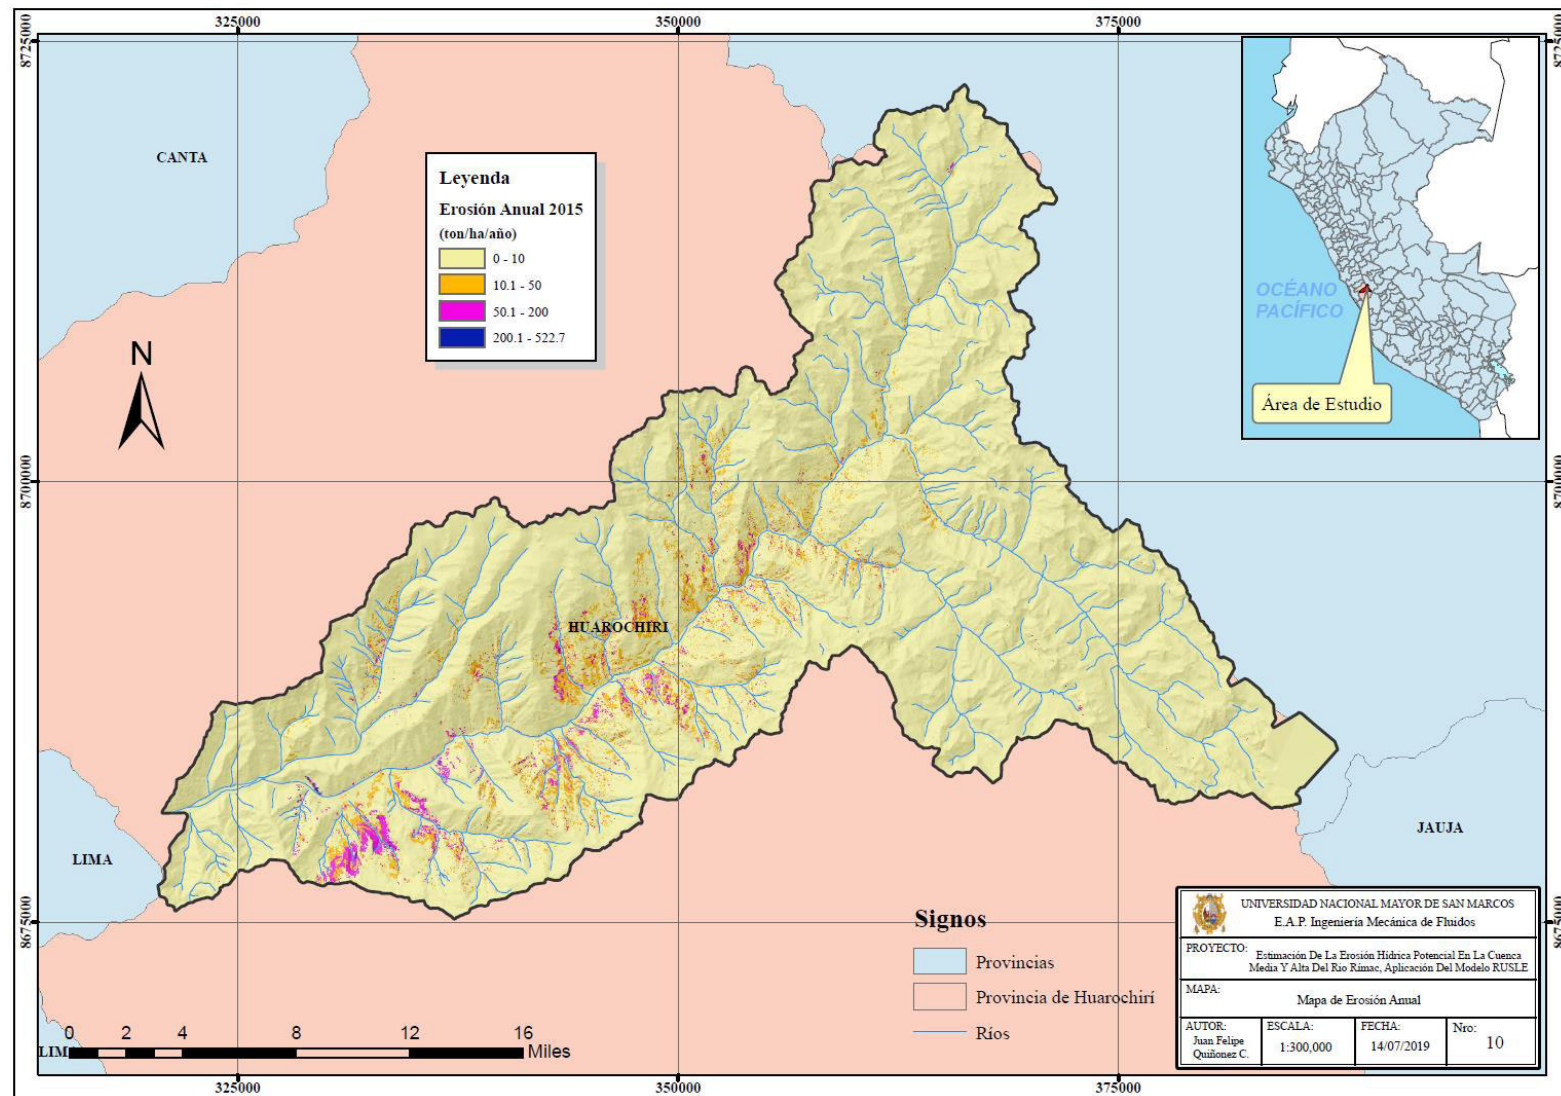 325000
350000
375000
8725000
8725000
CANTA
Leyenda
Erosión Anual 2015
(ton/ha/año)
0 - 10
10.1 - 50
50.1 - 200
200.1 - 522.7
OCÉANO
PACÍFICO
Área de Estudio
N
8700000
8700000
HUAROCHIRI
LIMA
JAUJA
8675000
8675000
Signos
Provincias
Provincia de Huarochirí
Ríos
UNIVERSIDAD NACIONAL MAYOR DE SAN MARCOS
E.A.P. Ingeniería Mecánica de Fluidos
PROYECTO:
Estimación De La Erosión Hídrica Potencial En La Cuenca
Media Y Alta Del Rio Rímac, Aplicación Del Modelo RUSLE
MAPA:
Mapa de Erosión Anual
AUTOR:
Juan Felipe
Quiñonez C.
ESCALA:
1:300,000
FECHA:
14/07/2019
Nro:
10
0 2 4 8 12 16
Miles
LIM
325000
350000
375000